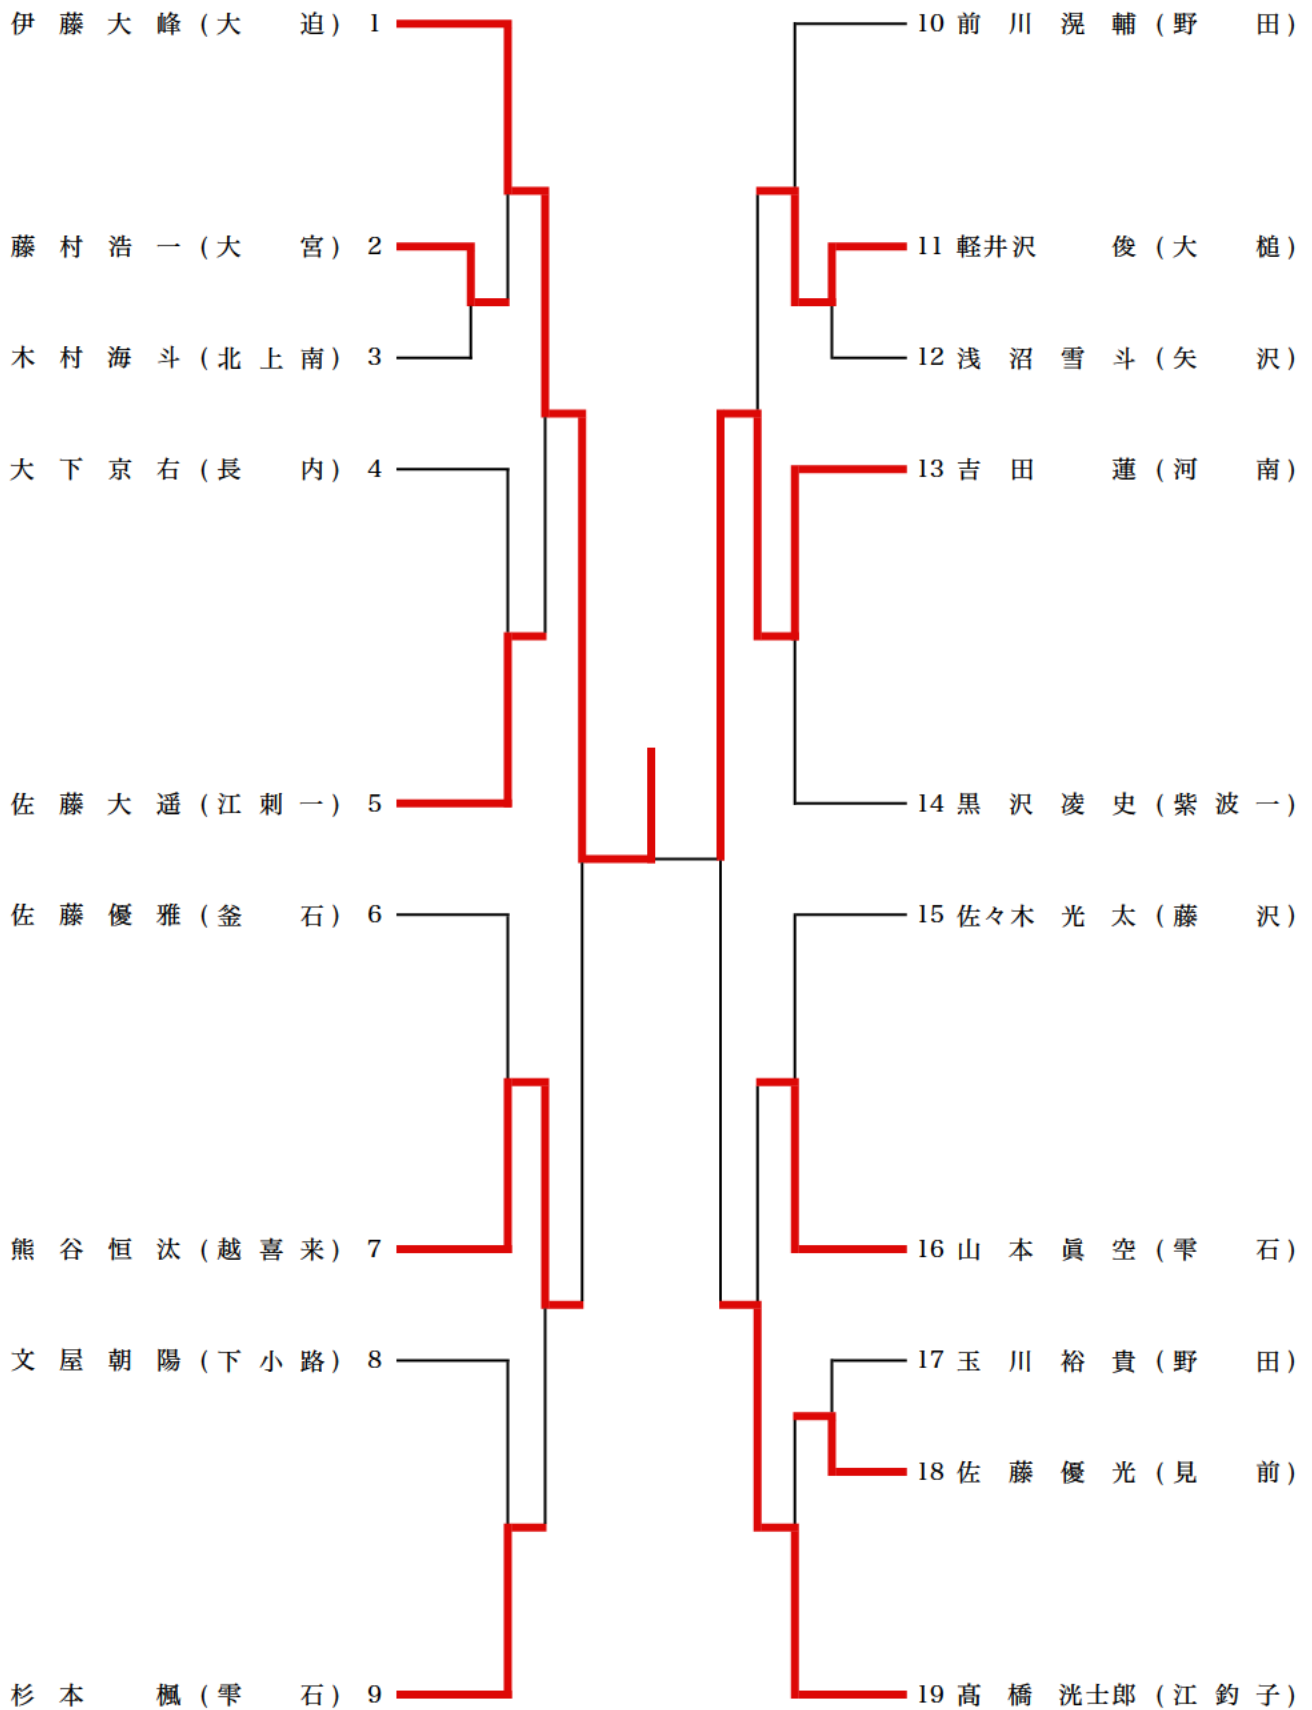 伊藤大峰(大迫) 1
藤村浩一(大宮) 2
木村海斗(北上南) 3
大下京右(長内) 4
佐藤大遥(江刺一) 5
佐藤優雅(釜石) 6
熊谷恒汰(越喜来) 7
文屋朝陽(下小路) 8
杉本楓(雫石) 9
10 前川滉輔(野田)
11 軽井沢俊(大槌)
12 浅沼雪斗(矢沢)
13 吉田蓮(河南)
14 黒沢凌史(紫波一)
15 佐々木光太(藤沢)
16 山本眞空(雫石)
17 玉川裕貴(野田)
18 佐藤優光(見前)
19 髙橋洸士郎(江釣子)